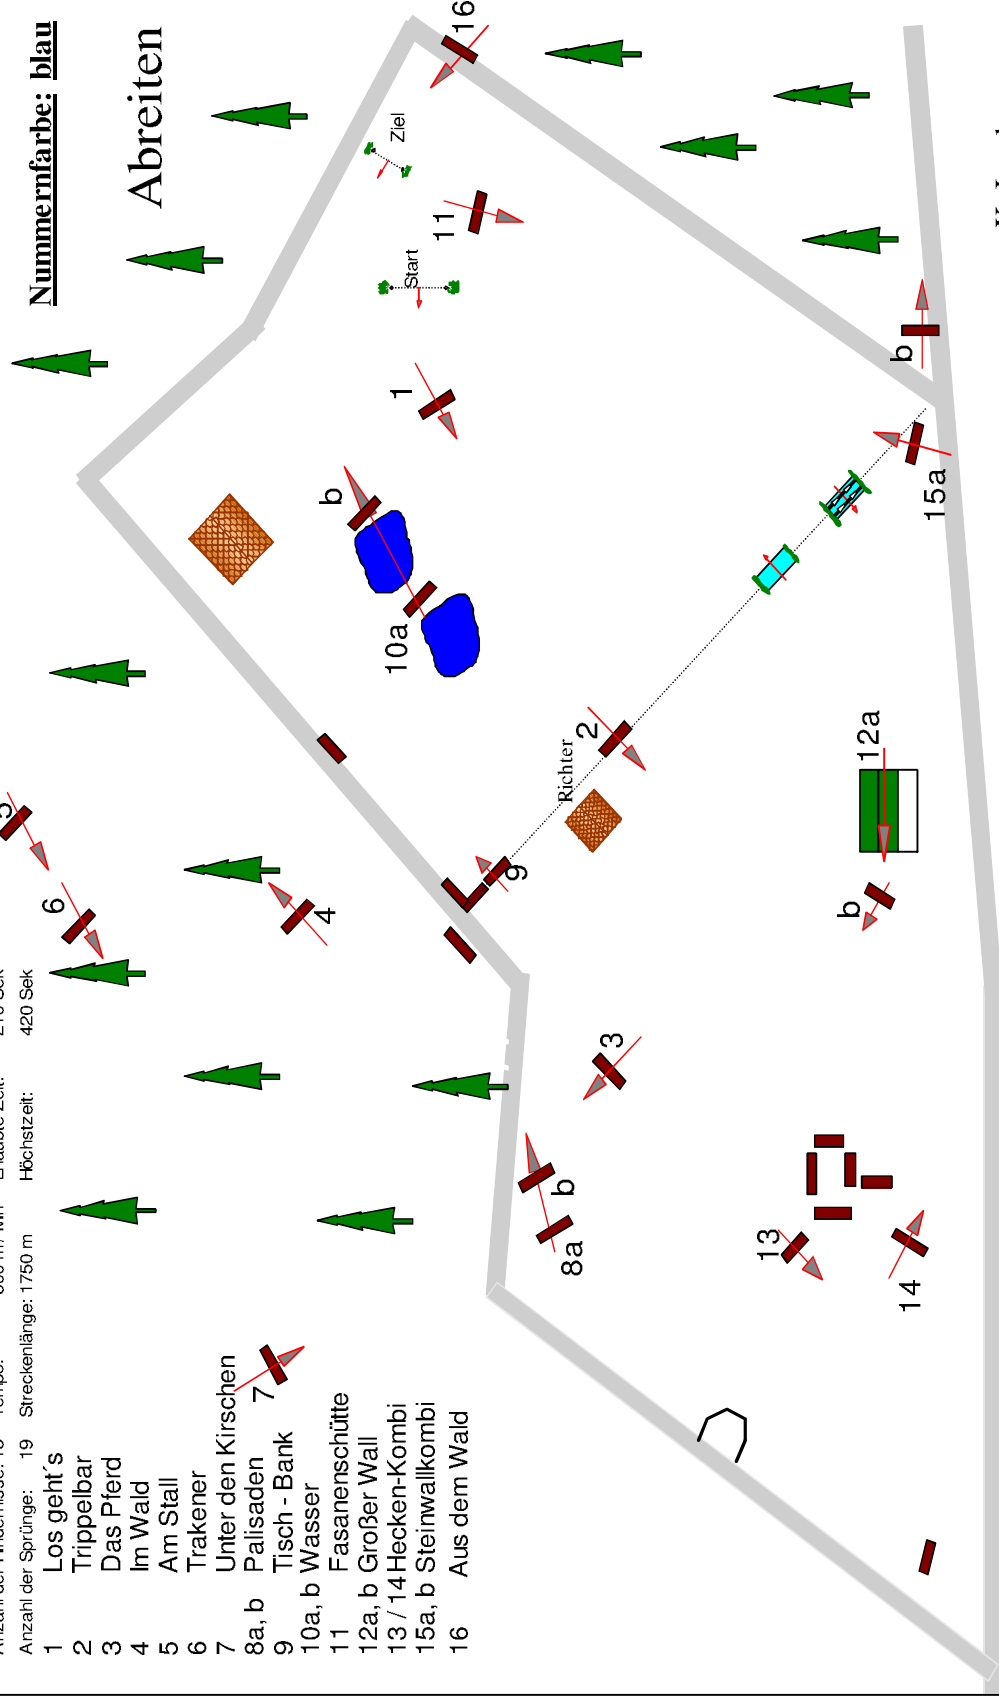 Nummernfarbe: blau
Abreiten
Anzahl der Sprünge: 19 Streckenlänge: 1750 m Höchstzeit: 420 Sek
1 Los geht´s
2 Trippelbar
3 Das Pferd
4 Im Wald
5 Am Stall
6 Trakener
7 Unter den Kirschen
8a, b Palisaden
9 Tisch - Bank
10a, b Wasser
11 Fasanenschütte
12a, b Großer Wall
13 / 14 Hecken-Kombi
15a, b Steinwallkombi
16 Aus dem Wald
16
Ziel
11
Start
1
b
10a
b
15a
2
Richter
9
12a
b
5
6
4
3
b
8a
13
14
7